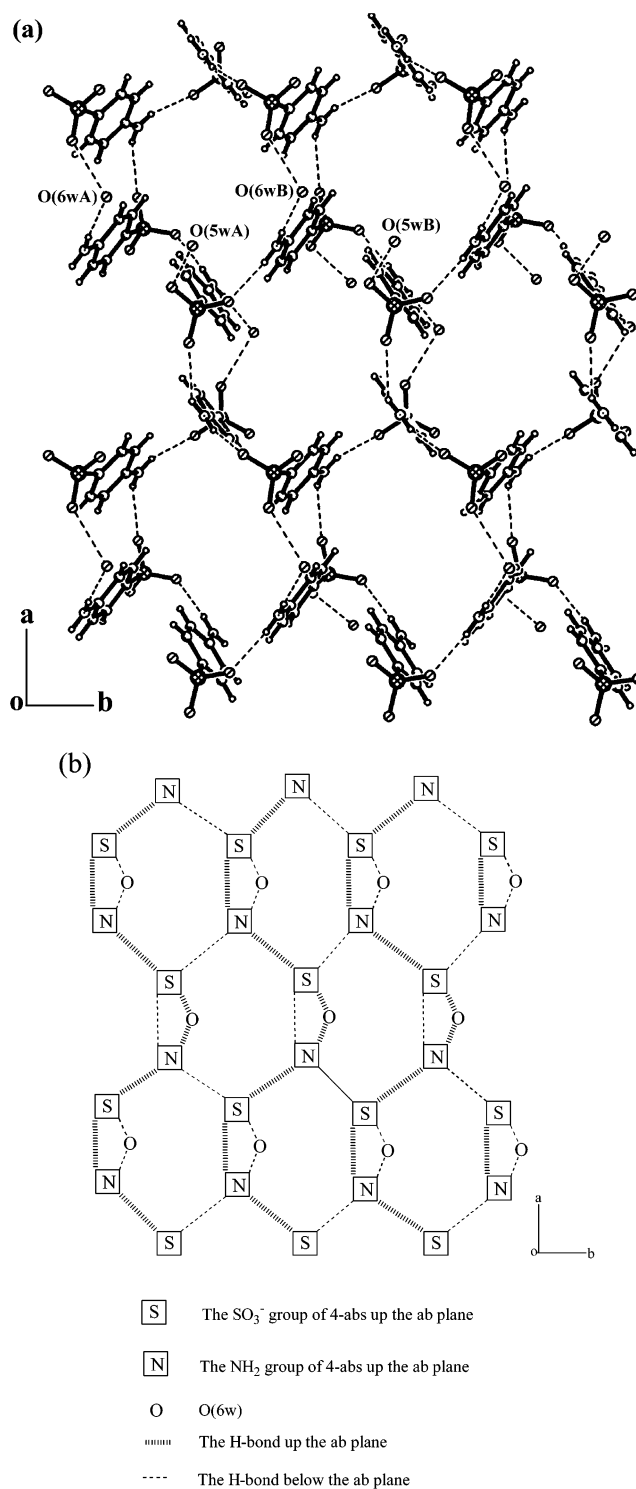 (a)
O(6wA) O(6wB)
O(5wA) O(5wB)
a
o b
(b)
N N N
S S S S
O O O O
N N N N
S S S
O O O
N N N
S S S S
O O O O
N N N N
S S S
a
o b
S The SO₃⁻ group of 4-abs up the ab plane
N The NH₂ group of 4-abs up the ab plane
O O(6w)
The H-bond up the ab plane
The H-bond below the ab plane